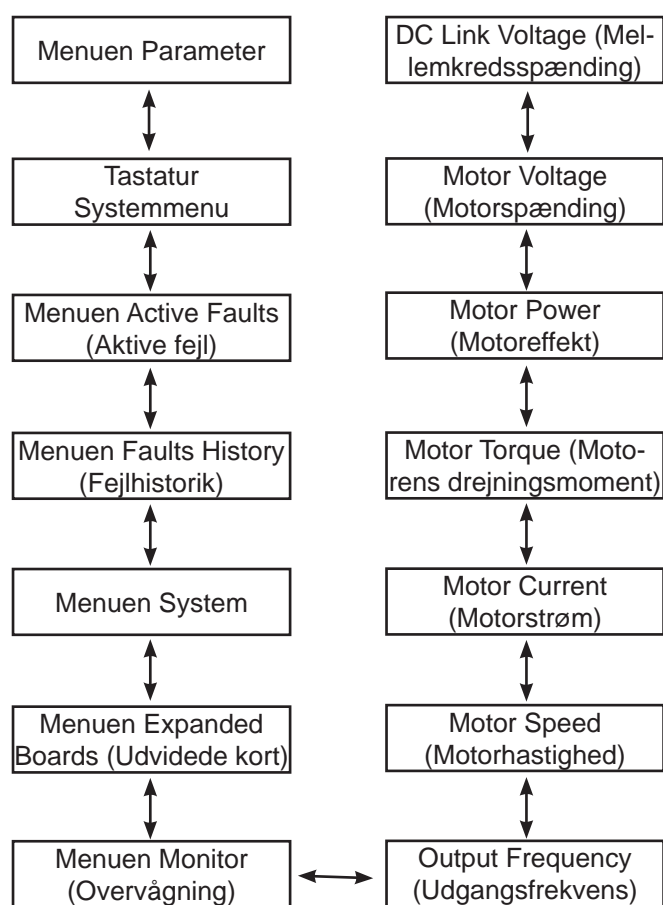 Menuen Parameter
Tastatur
Systemmenu
Menuen Active Faults
(Aktive fejl)
Menuen Faults History
(Fejlhistorik)
Menuen System
Menuen Expanded
Boards (Udvidede kort)
Menuen Monitor
(Overvågning)
DC Link Voltage (Mel-
lemkredsspænding)
Motor Voltage
(Motorspænding)
Motor Power
(Motoreffekt)
Motor Torque (Moto-
rens drejningsmoment)
Motor Current
(Motorstrøm)
Motor Speed
(Motorhastighed)
Output Frequency
(Udgangsfrekvens)